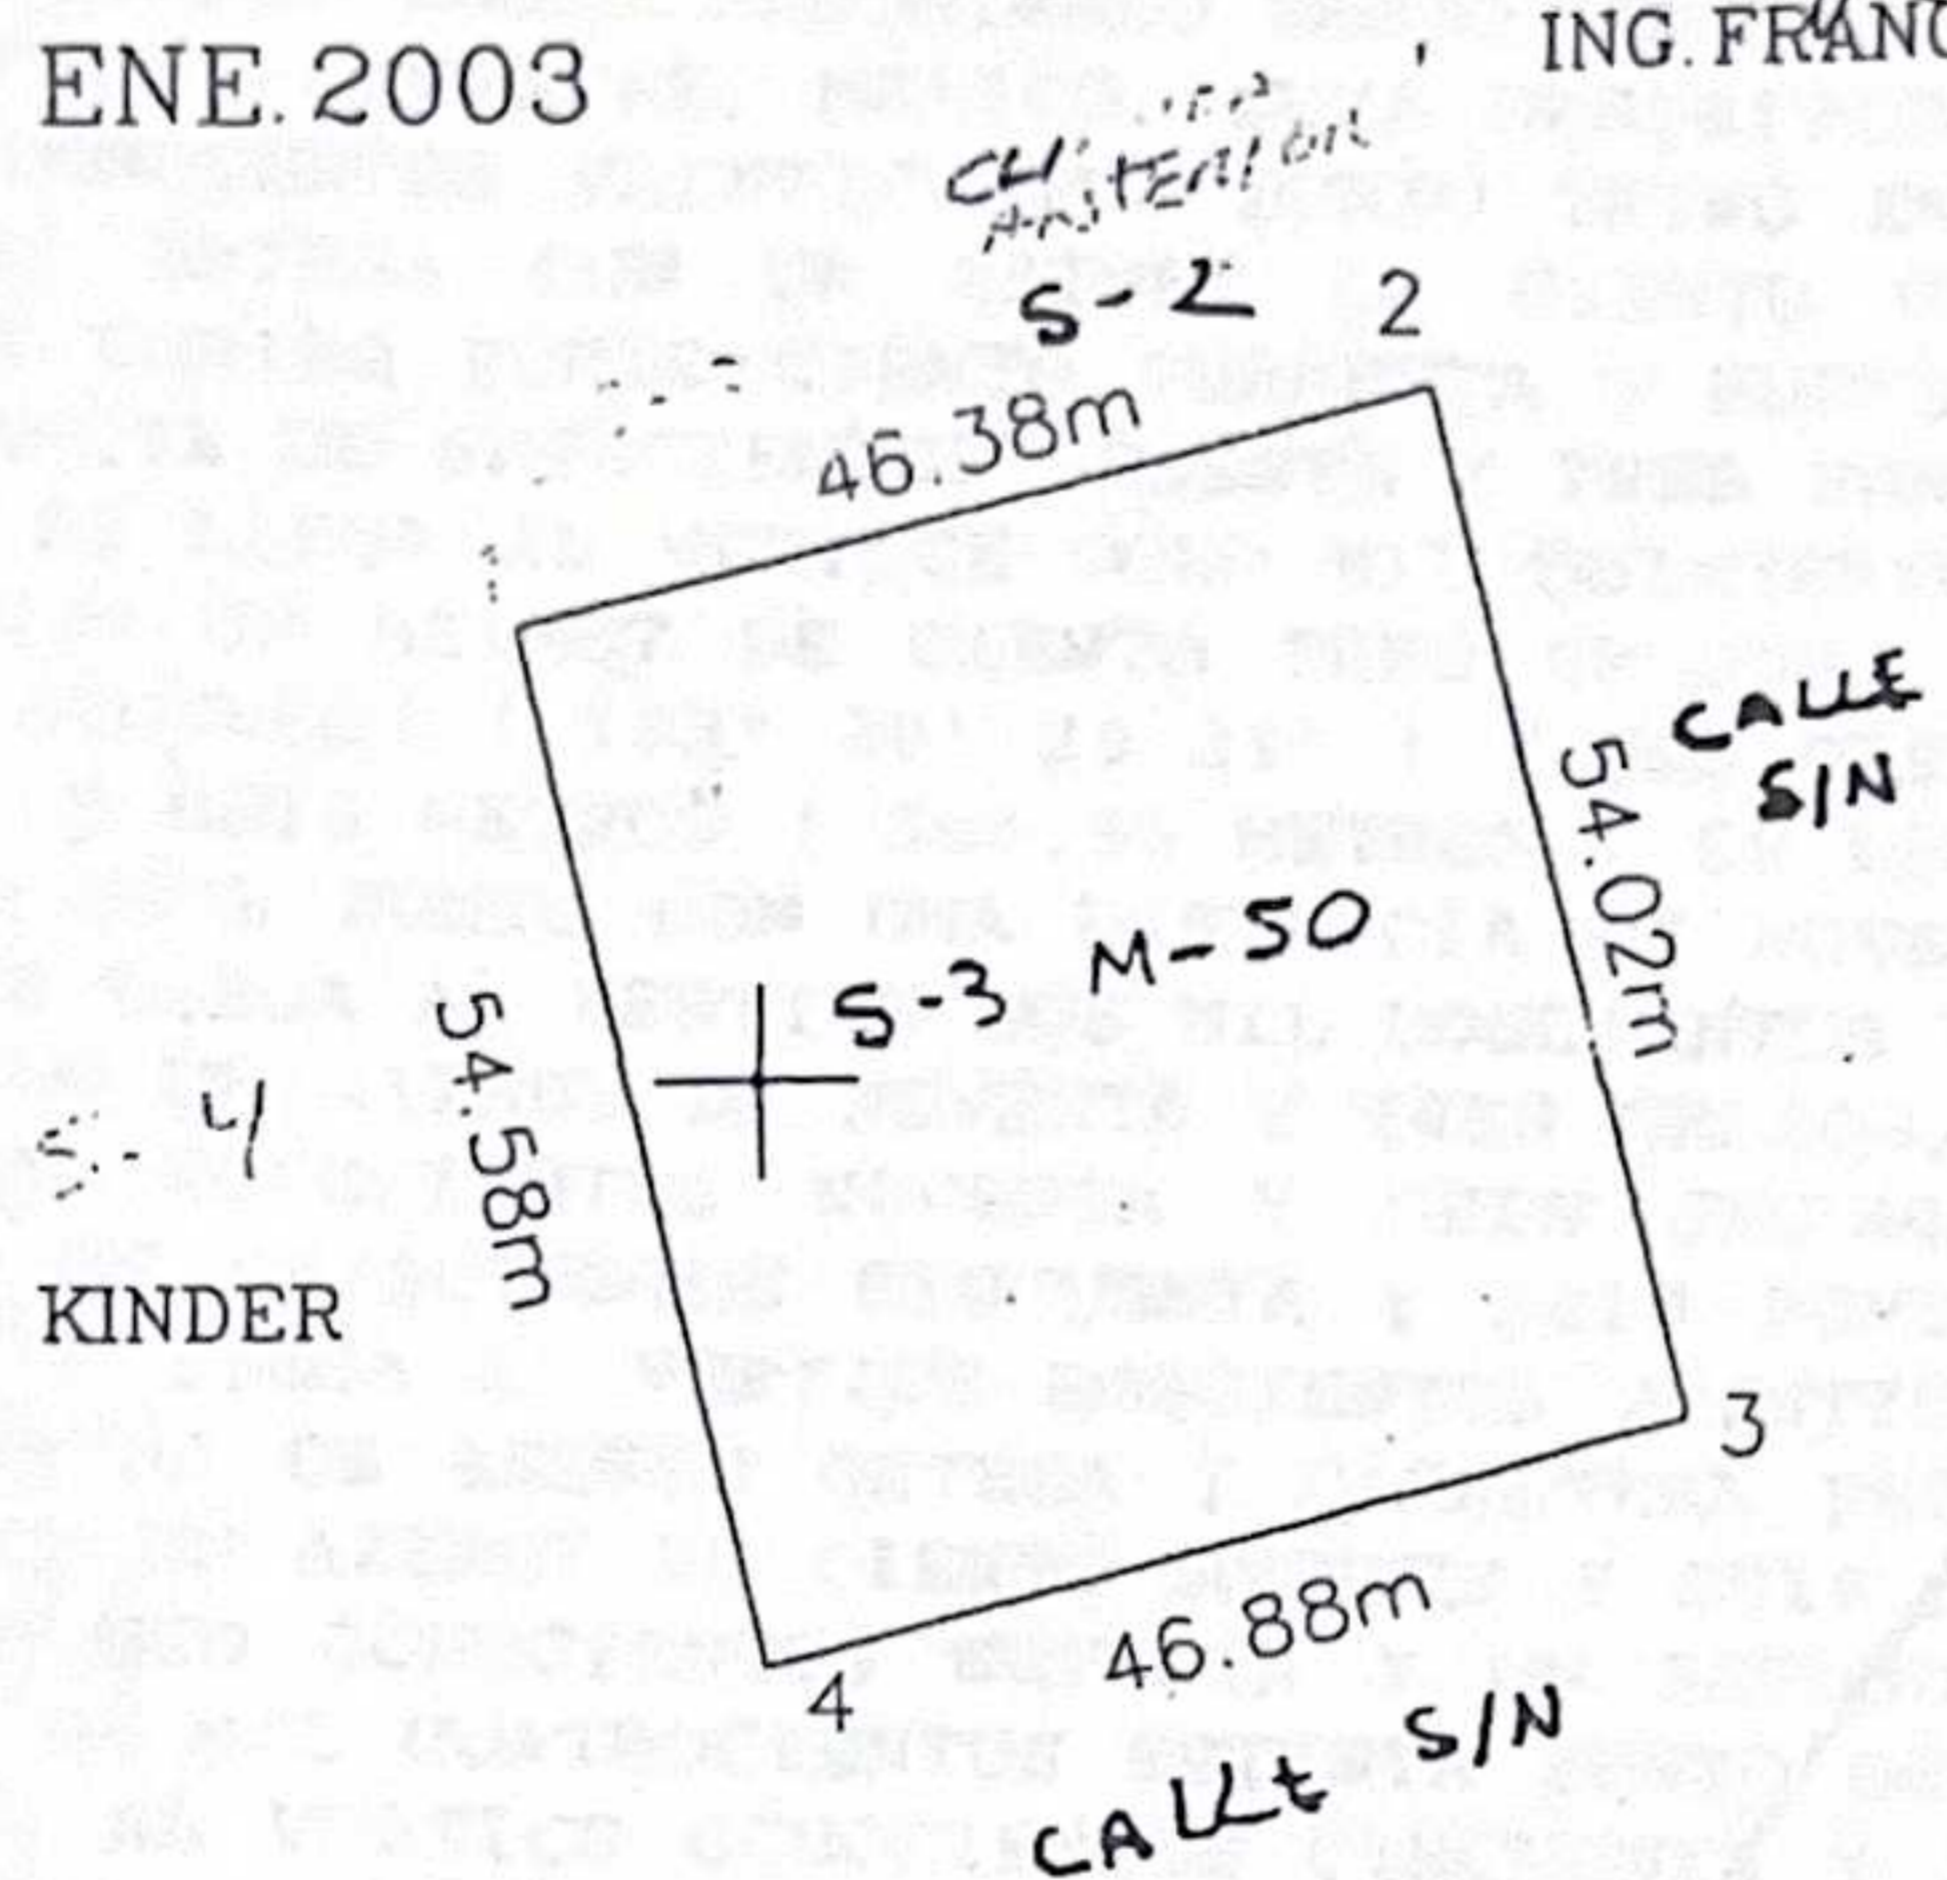 ENE. 2003
ING. FRANC
S-2
2
46.38m
CALLE
S/N
54.02m
S-3 M-50
54.58m
S-4
KINDER
3
46.88m
4
CALLE S/N